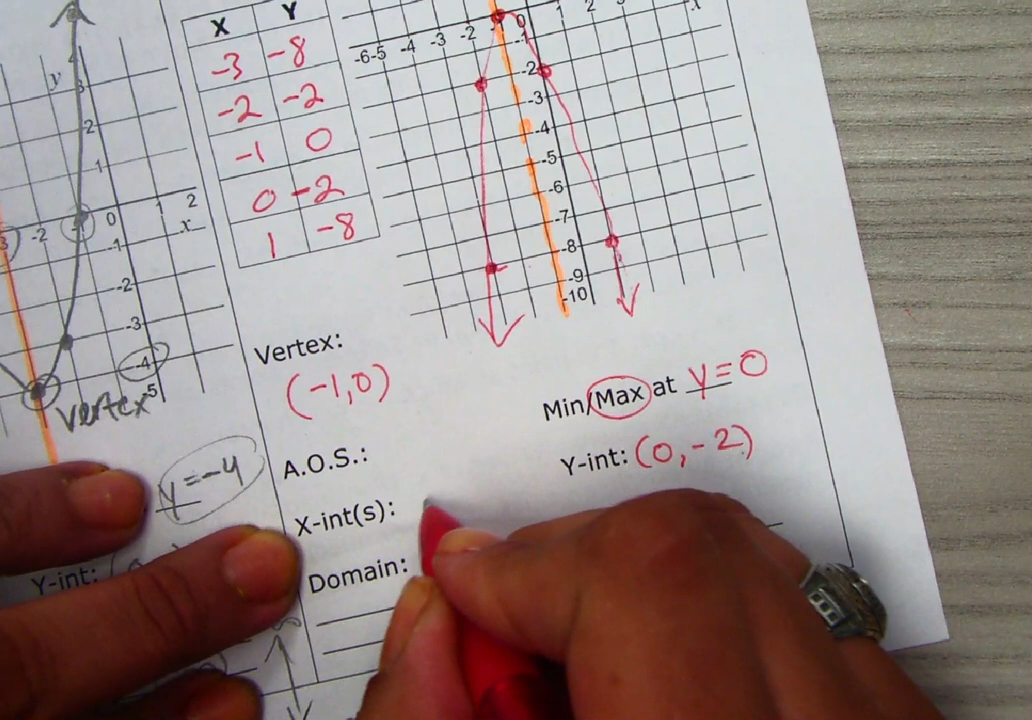 X Y
-3 -8
-2 -2
-1 0
0 -2
1 -8
y
3
2
1
-2 0 1 2
x
-1
-2
-3
-4
-5
vertex
y = -4
Y-int:
-6 -5 -4 -3 -2 0 1 2 x
-1
-2
-3
-4
-5
-6
-7
-8
-9
-10
Vertex:
(-1,0)
Min/Max at y = 0
A.O.S.:
Y-int: (0, -2)
X-int(s):
Domain: